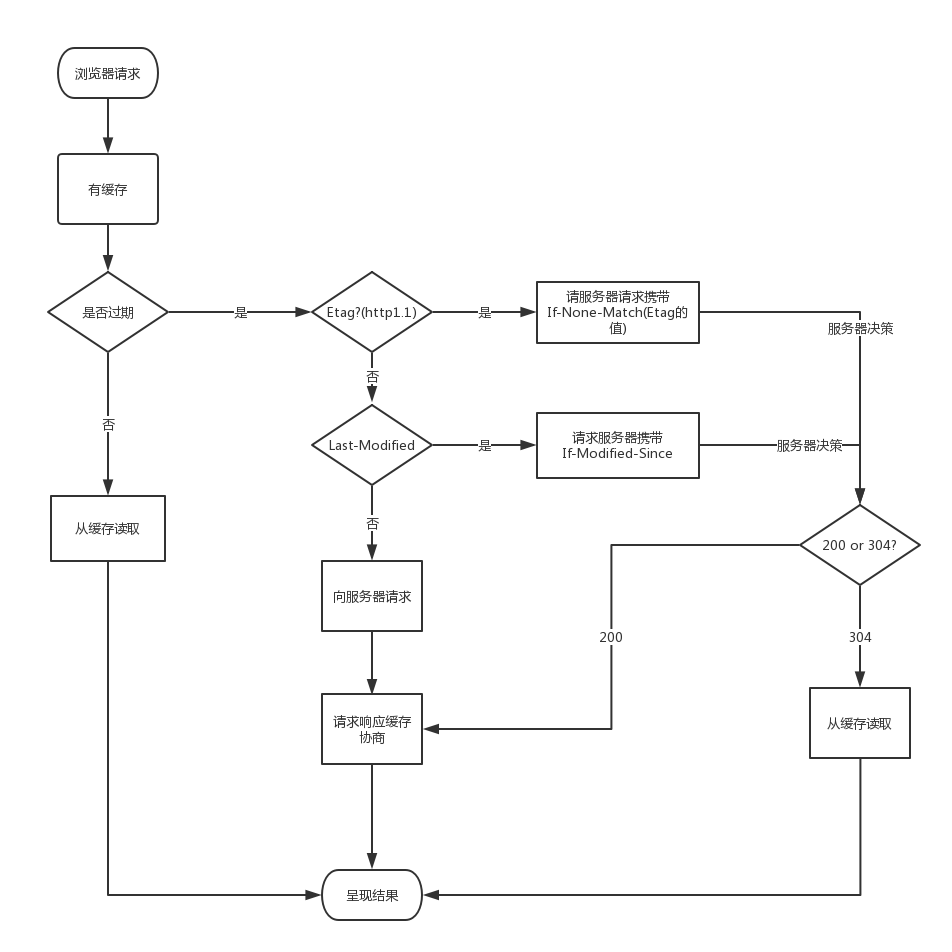 浏览器请求
有缓存
是否过期
是
Etag?(http1.1)
是
请服务器请求携带
If-None-Match(Etag的
值)
服务器决策
否
否
Last-Modified
是
请求服务器携带
If-Modified-Since
服务器决策
从缓存读取
否
200 or 304?
向服务器请求
200
304
请求响应缓存
协商
从缓存读取
呈现结果